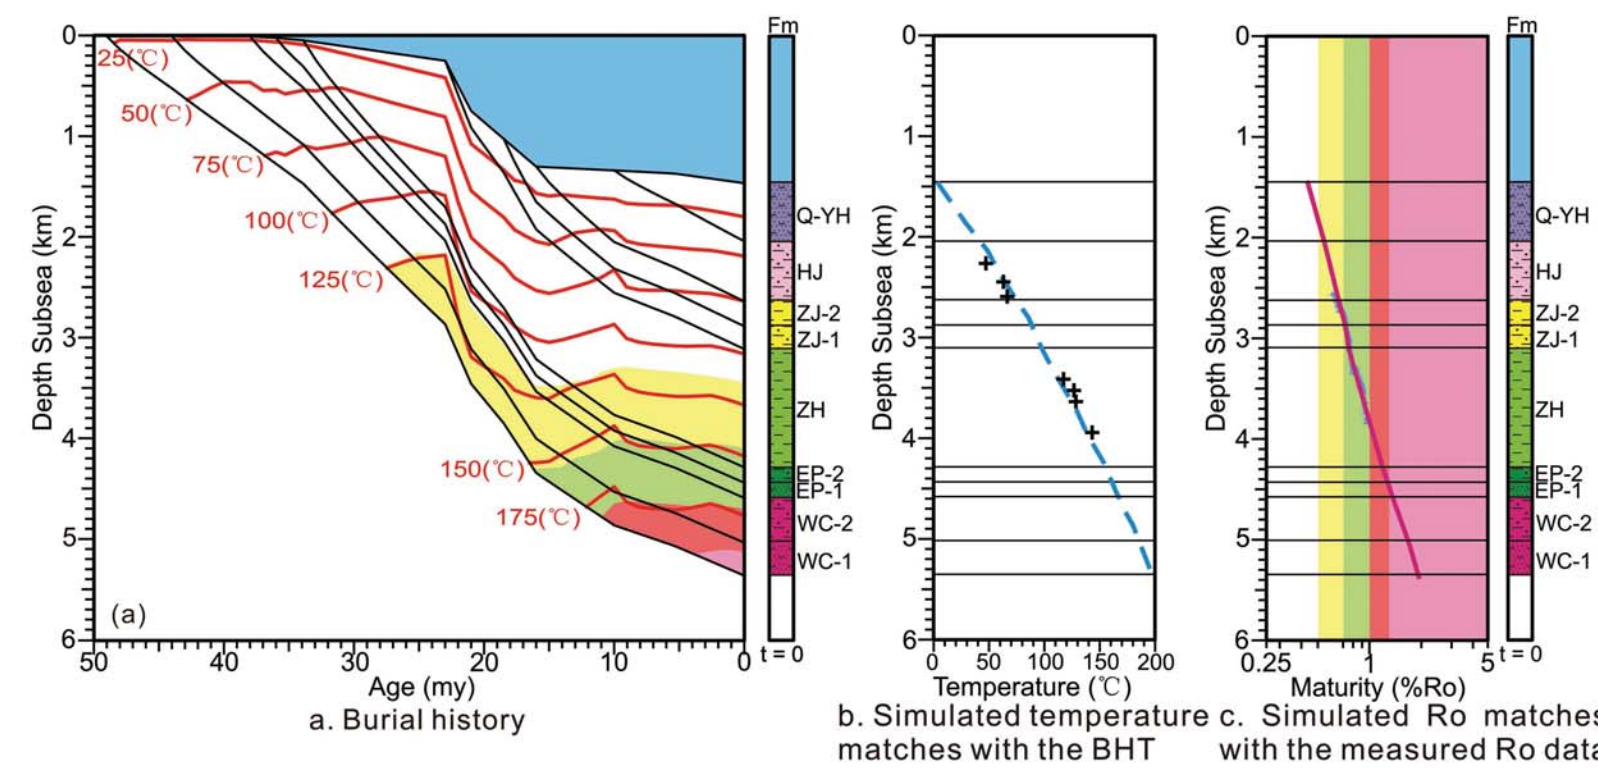 Fm
Fm
0
25(℃)
50(℃)
75(℃)
100(℃)
125(℃)
150(℃)
175(℃)
1
2
3
4
5
6
Depth Subsea (km)
(a)
50
40
30
20
10
0
t = 0
Age (my)
a. Burial history
Q-YH
HJ
ZJ-2
ZJ-1
ZH
EP-2
EP-1
WC-2
WC-1
0
1
2
3
4
5
6
Depth Subsea (km)
0
50
100
150
200
Temperature (℃)
b. Simulated temperature
matches with the BHT
0
1
2
3
4
5
6
Depth Subsea (km)
0.25
1
5
t = 0
Maturity (%Ro)
c. Simulated Ro matches
with the measured Ro data
Q-YH
HJ
ZJ-2
ZJ-1
ZH
EP-2
EP-1
WC-2
WC-1